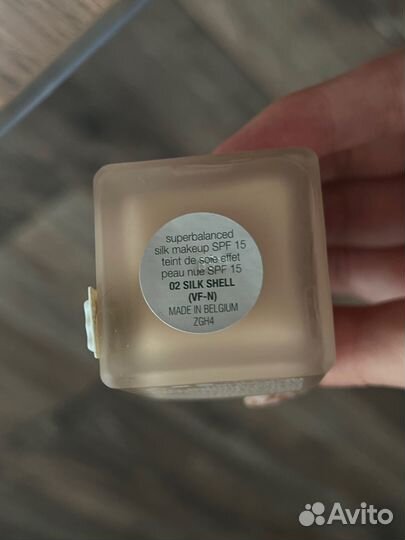 superbalanced
silk makeup SPF 15
teint de soie effet
peau nue SPF 15
02 SILK SHELL
(VF-N)
MADE IN BELGIUM
ZGH4
Avito